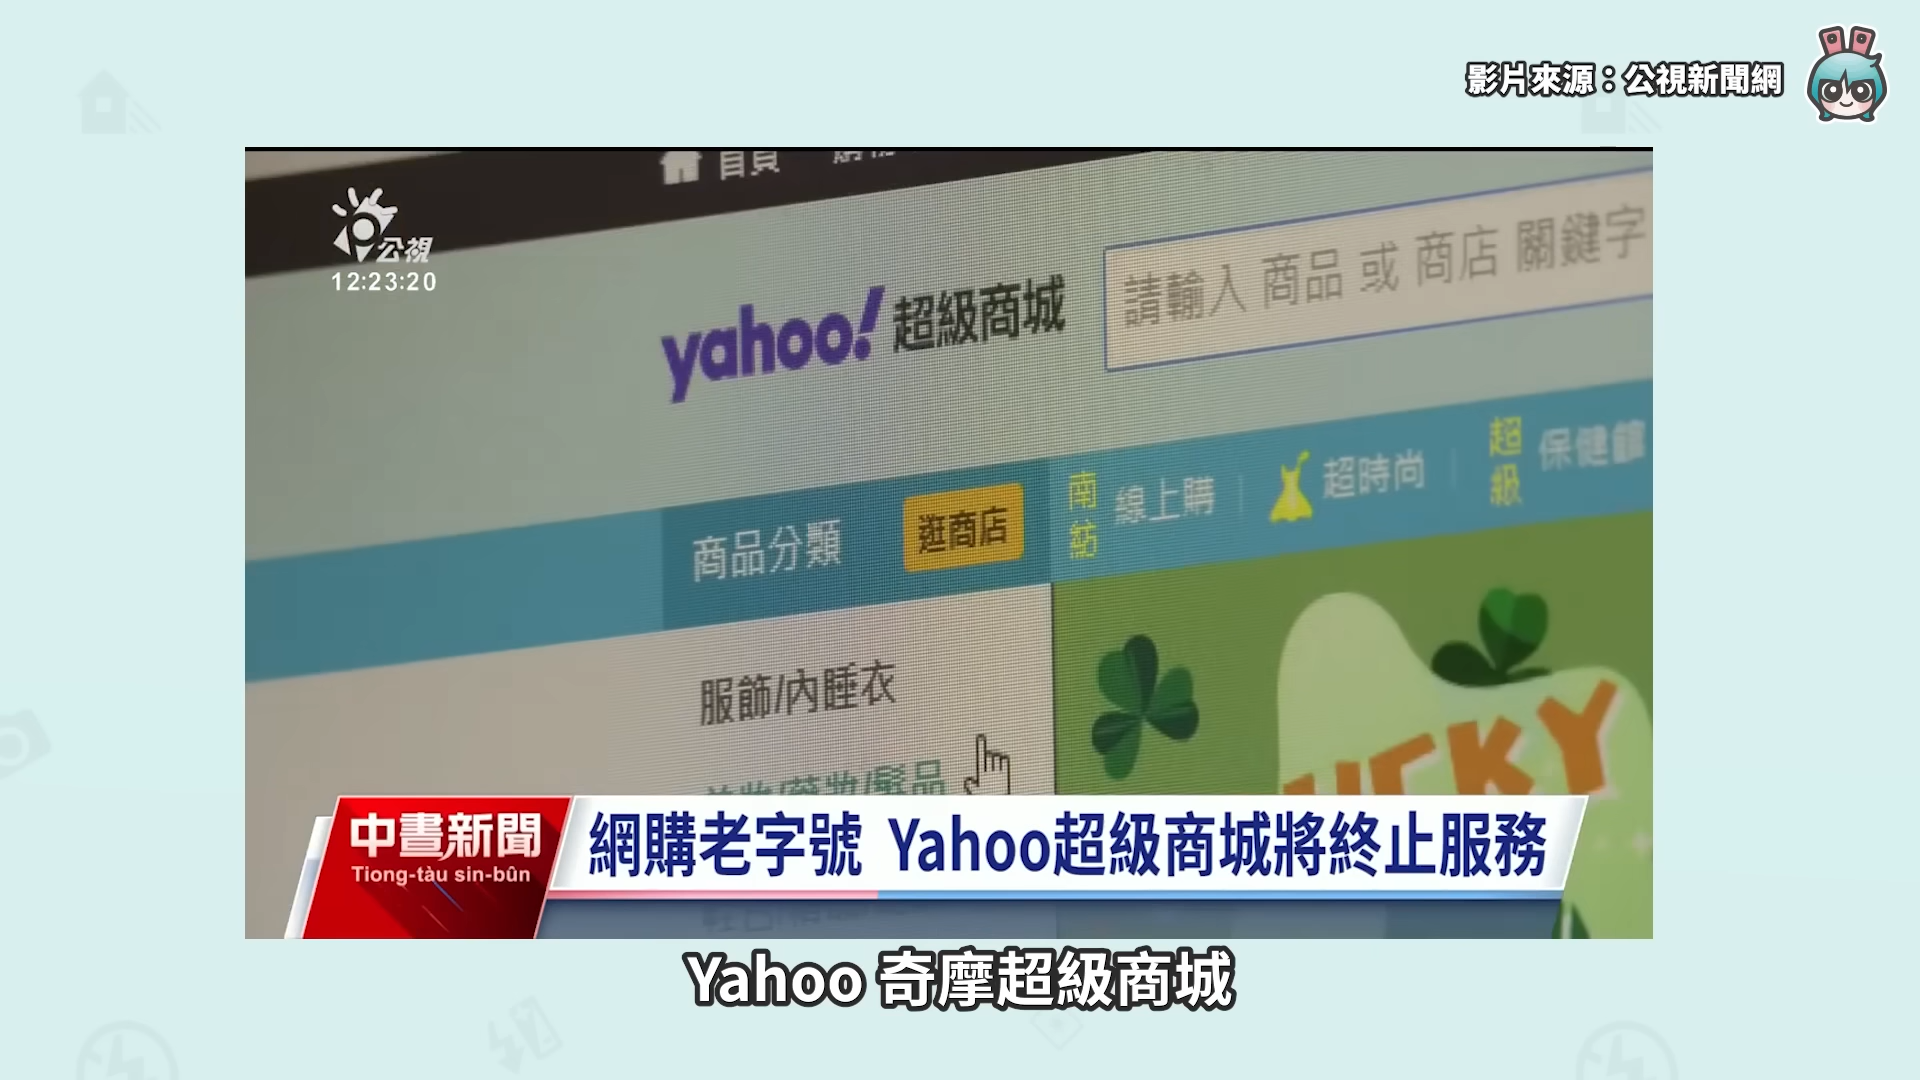 影片來源：公視新聞網
首頁
公視
12:23:20
yahoo!超級商城
請輸入 商品 或 商店 關鍵字
商品分類
逛商店
南紡
線上購
超時尚
超級
保健館
服飾/內睡衣
LUCKY
中晝新聞
Tiong-tàu sin-bûn
網購老字號 Yahoo超級商城將終止服務
Yahoo 奇摩超級商城